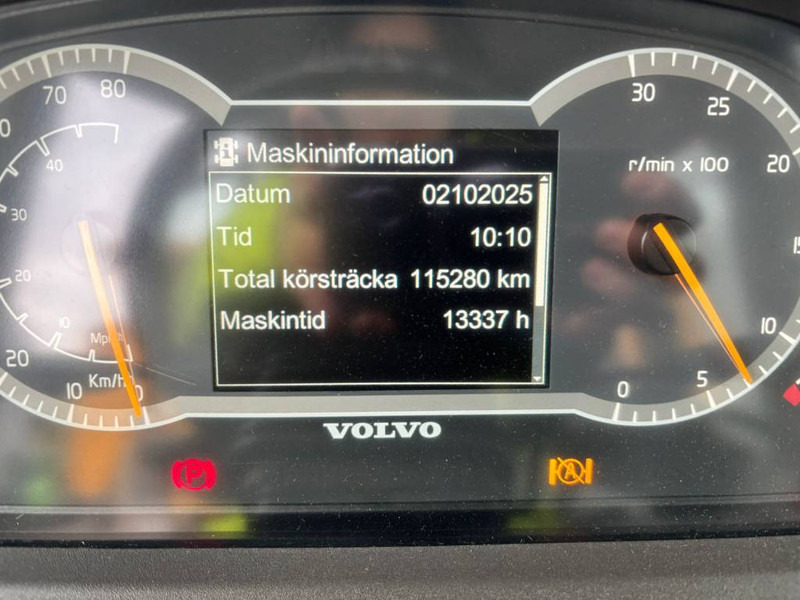 70 80
40
30
20
10
Mph
20
10 0
Km/h
Maskininformation
Datum 02102025
Tid 10:10
Total körsträcka 115280 km
Maskintid 13337 h
30 25 20
r/min x 100
10
5
0
VOLVO
P
A